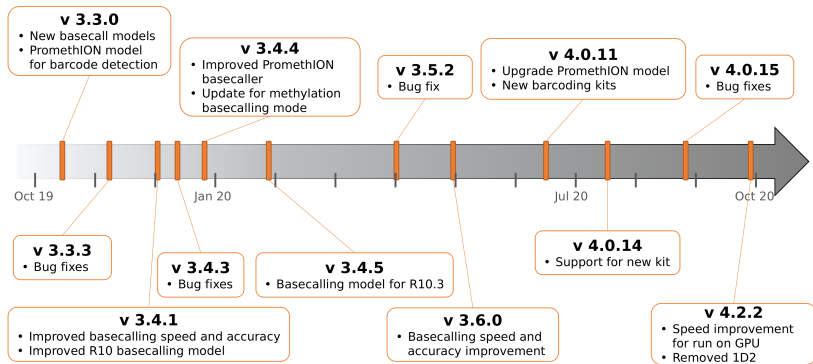 v 3.3.0
• New basecall models
• PromethION model
for barcode detection
v 3.4.4
• Improved PromethION
basecaller
• Update for methylation
basecalling mode
v 3.5.2
• Bug fix
v 4.0.11
• Upgrade PromethION model
• New barcoding kits
v 4.0.15
• Bug fixes
Oct 19
Jan 20
Jul 20
Oct 20
v 3.3.3
• Bug fixes
v 3.4.1
• Improved basecalling speed and accuracy
• Improved R10 basecalling model
v 3.4.3
• Bug fixes
v 3.4.5
• Basecalling model for R10.3
v 3.6.0
• Basecalling speed and
accuracy improvement
v 4.0.14
• Support for new kit
v 4.2.2
• Speed improvement
for run on GPU
• Removed 1D2